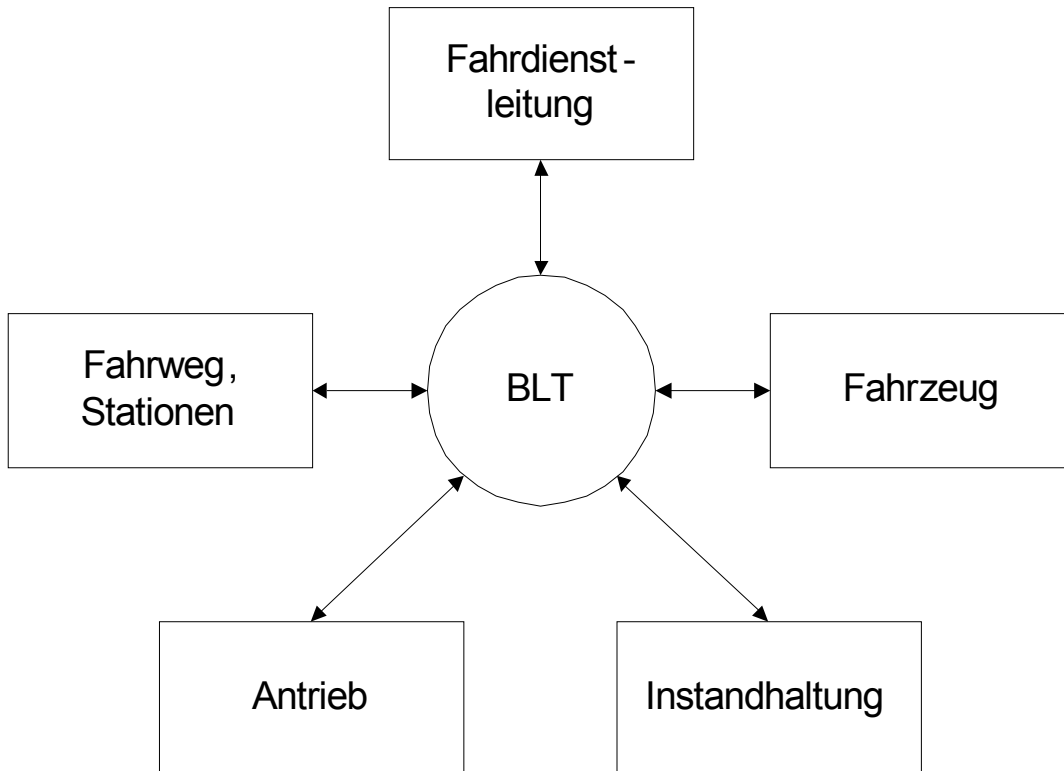 Fahrdienst-
leitung
Fahrweg,
Stationen
BLT
Fahrzeug
Antrieb
Instandhaltung